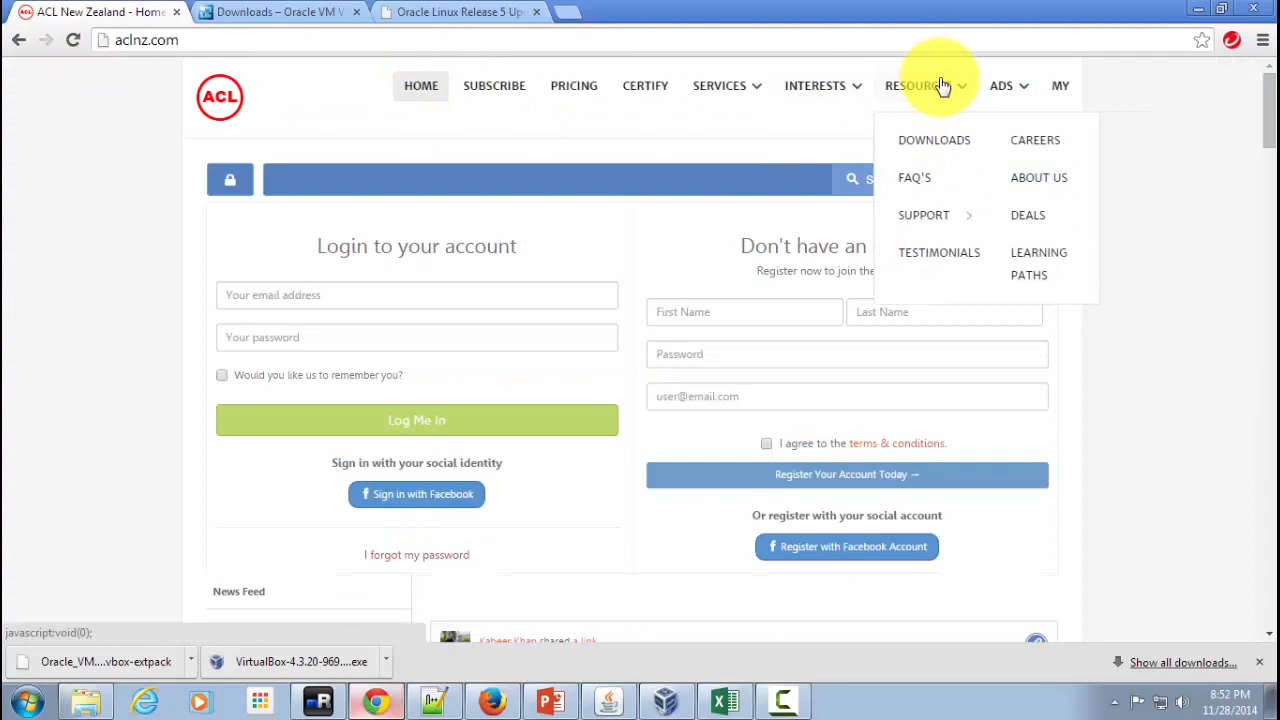 ACL New Zealand - Home
Downloads – Oracle VM V
Oracle Linux Release 5 Up
aclnz.com
ACL
HOME
SUBSCRIBE
PRICING
CERTIFY
SERVICES
INTERESTS
ADS
MY
DOWNLOADS
CAREERS
FAQ'S
ABOUT US
SUPPORT
DEALS
TESTIMONIALS
LEARNING
PATHS
Login to your account
Your email address
Your password
Would you like us to remember you?
Log Me In
Sign in with your social identity
f Sign in with Facebook
I forgot my password
Don't have an
Register now to join the
First Name
Last Name
Password
user@email.com
I agree to the terms & conditions.
Register Your Account Today →
Or register with your social account
f Register with Facebook Account
News Feed
Kabeer Khan shared a link
javascript:void(0);
Oracle_VM....vbox-extpack
VirtualBox-4.3.20-969....exe
Show all downloads...
8:52 PM
11/28/2014